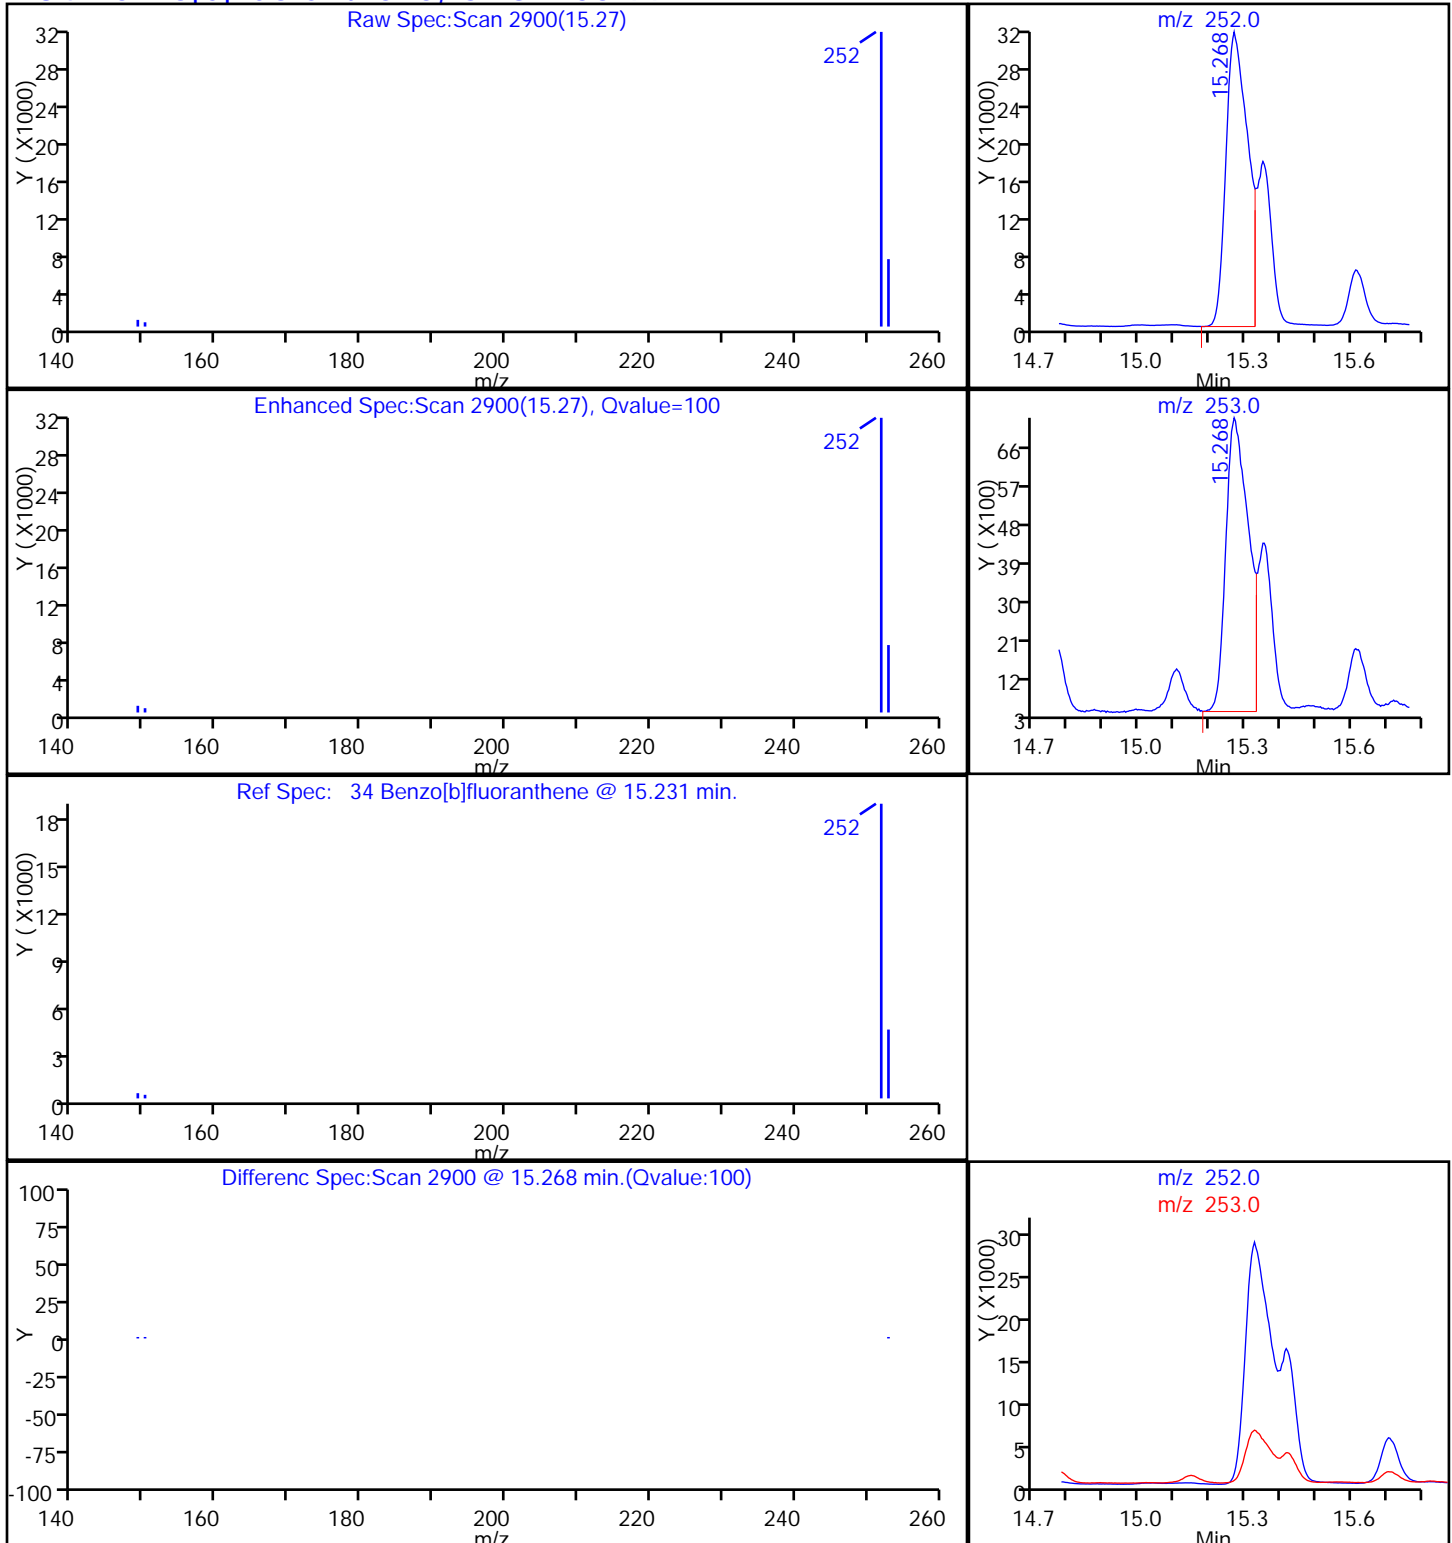 Raw Spec:Scan 2900(15.27)
32
28
24
20
16
12
8
4
0
Y ( X1000)
252
140 160 180 200 220 240 260
m/z
m/z 252.0
32
28
24
20
16
12
8
4
0
Y ( X1000)
15.268
14.7 15.0 15.3 15.6
Min
Enhanced Spec:Scan 2900(15.27), Qvalue=100
32
28
24
20
16
12
8
4
0
Y ( X1000)
252
140 160 180 200 220 240 260
m/z
m/z 253.0
66
57
48
39
30
21
12
3
Y ( X100)
15.268
14.7 15.0 15.3 15.6
Min
Ref Spec: 34 Benzo[b]fluoranthene @ 15.231 min.
18
15
12
9
6
3
0
Y ( X1000)
252
140 160 180 200 220 240 260
m/z
Differenc Spec:Scan 2900 @ 15.268 min.(Qvalue:100)
100
75
50
25
0
-25
-50
-75
-100
Y
140 160 180 200 220 240 260
m/z
m/z 252.0
m/z 253.0
30
25
20
15
10
5
0
Y ( X1000)
14.7 15.0 15.3 15.6
Min